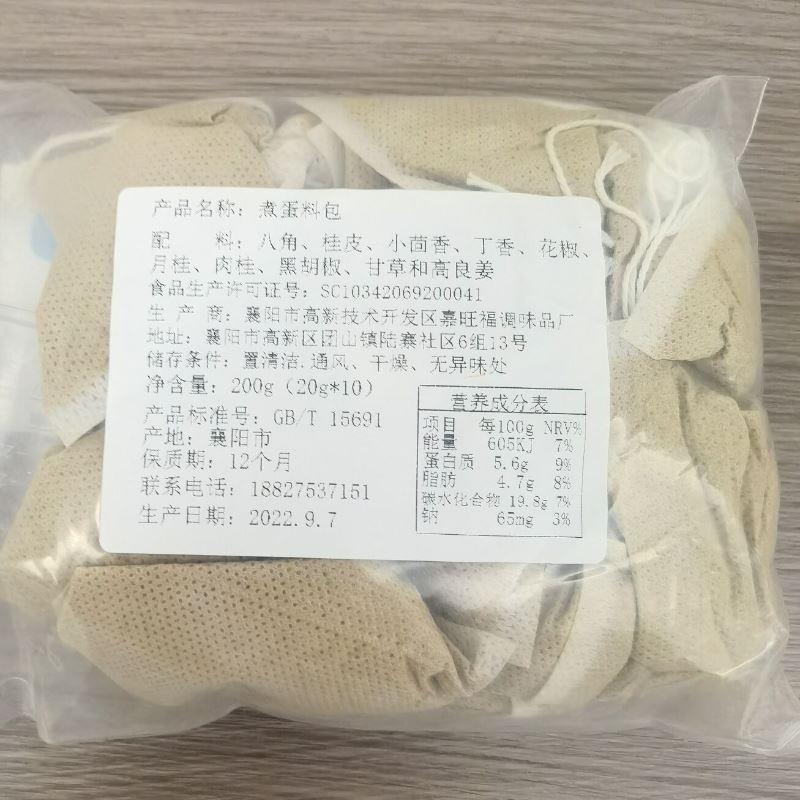 产品名称：煮蛋料包
配　　料：八角、桂皮、小茴香、丁香、花椒、
月桂、肉桂、黑胡椒、甘草和高良姜
食品生产许可证号：SC10342069200041
生 产 商：襄阳市高新技术开发区嘉旺福调味品厂
地址：襄阳市高新区团山镇陆寨社区6组13号
储存条件：置清洁.通风、干燥、无异味处
净含量：200g（20g*10）
产品标准号：GB/T 15691
产地：襄阳市
保质期：12个月
联系电话：18827537151
生产日期：2022.9.7
营养成分表
项目 每100g NRV%
能量 605KJ 7%
蛋白质 5.6g 9%
脂肪 4.7g 8%
碳水化合物 19.8g 7%
钠 65mg 3%